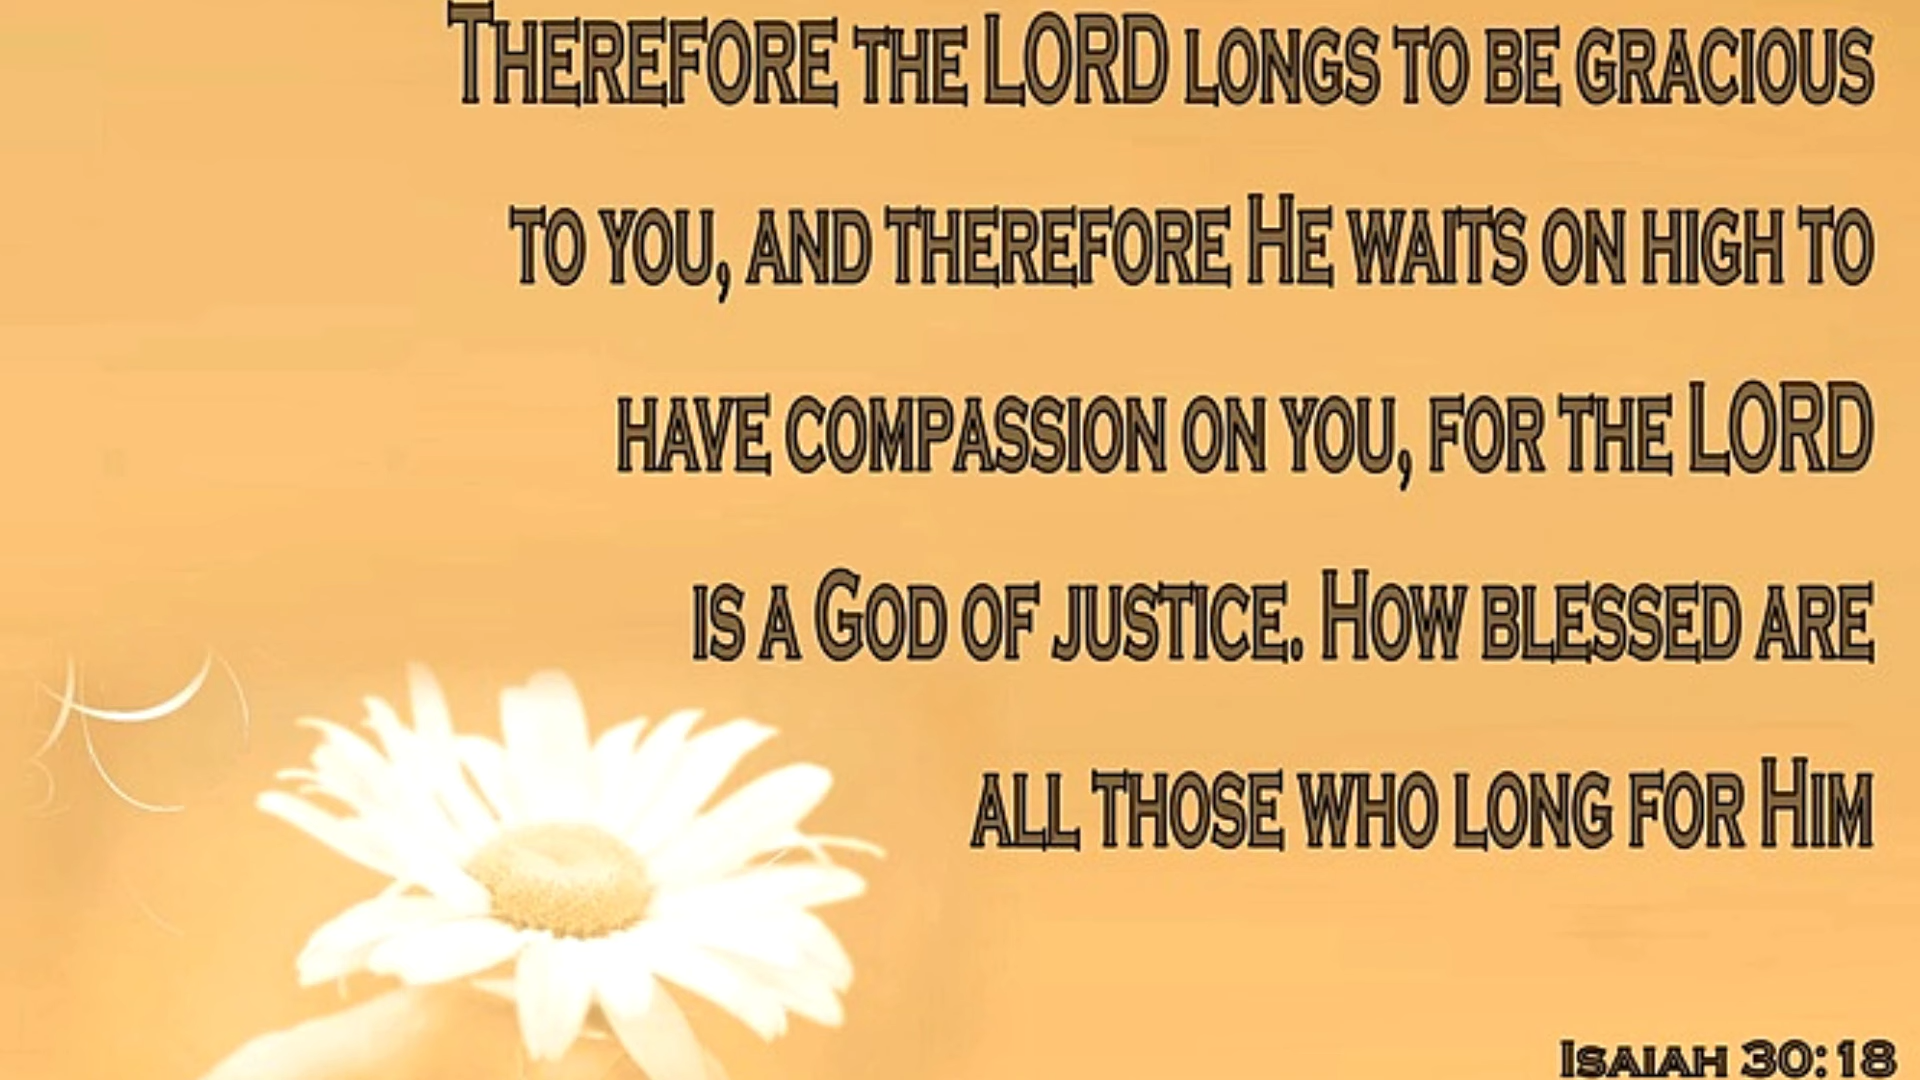 Therefore the LORD longs to be gracious
to you, and therefore He waits on high to
have compassion on you, for the LORD
is a God of justice. How blessed are
all those who long for Him
Isaiah 30:18